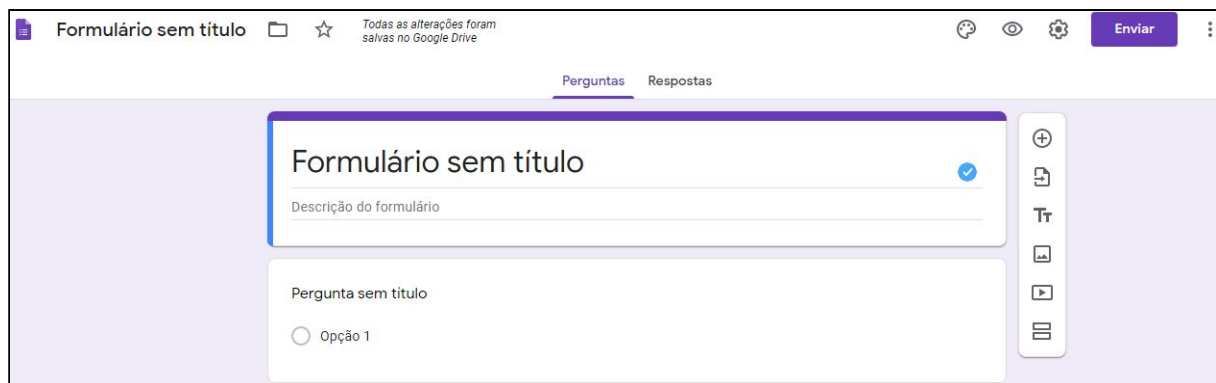 Formulário sem título
Todas as alterações foram
salvas no Google Drive
Enviar
Perguntas Respostas
Formulário sem título
Descrição do formulário
Tт
Pergunta sem título
Opção 1